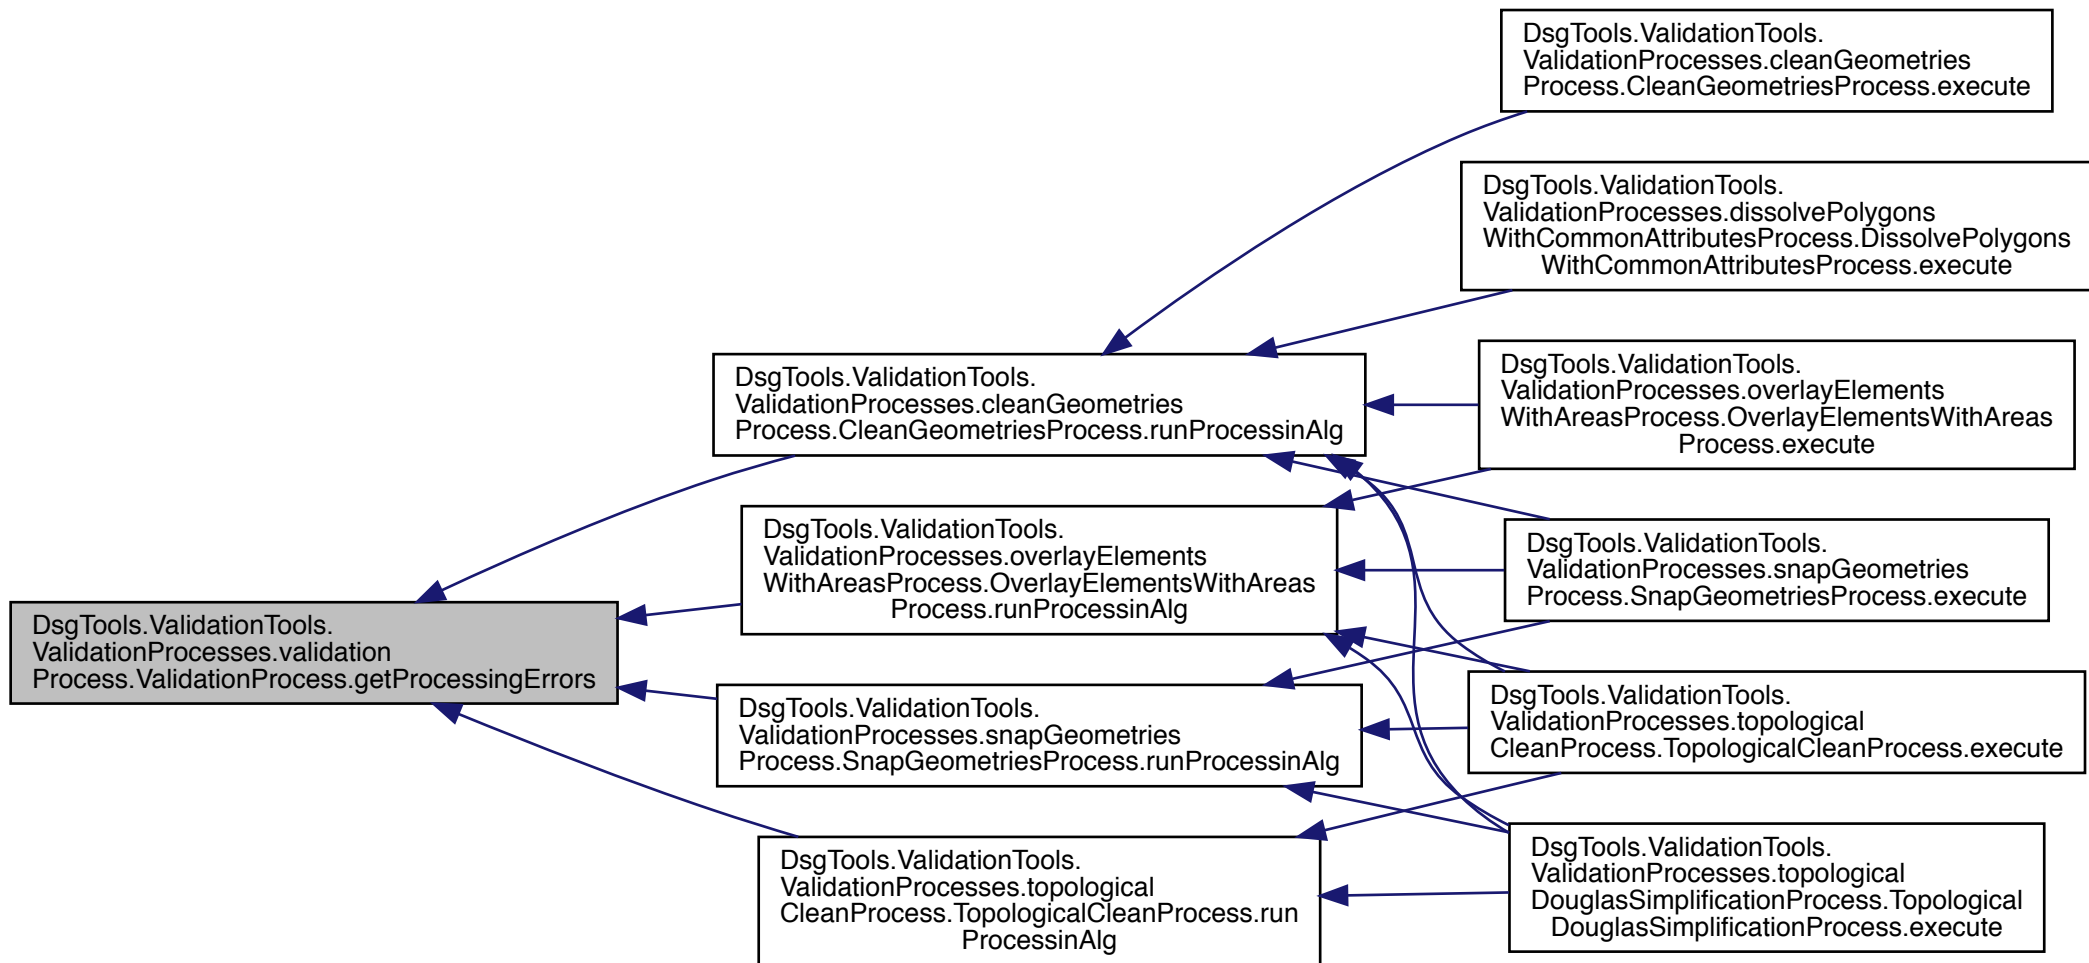 DsgTools.ValidationTools.
ValidationProcesses.cleanGeometries
Process.CleanGeometriesProcess.execute
DsgTools.ValidationTools.
ValidationProcesses.dissolvePolygons
WithCommonAttributesProcess.DissolvePolygons
WithCommonAttributesProcess.execute
DsgTools.ValidationTools.
ValidationProcesses.cleanGeometries
Process.CleanGeometriesProcess.runProcessinAlg
DsgTools.ValidationTools.
ValidationProcesses.overlayElements
WithAreasProcess.OverlayElementsWithAreas
Process.execute
DsgTools.ValidationTools.
ValidationProcesses.overlayElements
WithAreasProcess.OverlayElementsWithAreas
Process.runProcessinAlg
DsgTools.ValidationTools.
ValidationProcesses.snapGeometries
Process.SnapGeometriesProcess.execute
DsgTools.ValidationTools.
ValidationProcesses.validation
Process.ValidationProcess.getProcessingErrors
DsgTools.ValidationTools.
ValidationProcesses.snapGeometries
Process.SnapGeometriesProcess.runProcessinAlg
DsgTools.ValidationTools.
ValidationProcesses.topological
CleanProcess.TopologicalCleanProcess.execute
DsgTools.ValidationTools.
ValidationProcesses.topological
CleanProcess.TopologicalCleanProcess.run
ProcessinAlg
DsgTools.ValidationTools.
ValidationProcesses.topological
DouglasSimplificationProcess.Topological
DouglasSimplificationProcess.execute